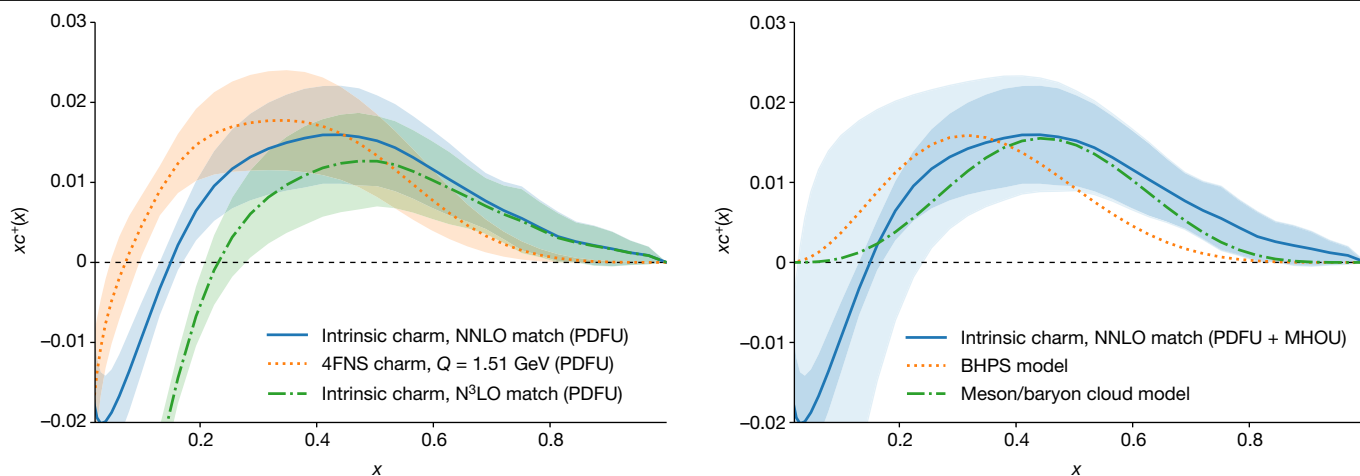 0.03
0.02
0.01
0
−0.01
−0.02
xc⁺(x)
0.2
0.4
0.6
0.8
x
Intrinsic charm, NNLO match (PDFU)
4FNS charm, Q = 1.51 GeV (PDFU)
Intrinsic charm, N³LO match (PDFU)
0.03
0.02
0.01
0
−0.01
−0.02
xc⁺(x)
0.2
0.4
0.6
0.8
x
Intrinsic charm, NNLO match (PDFU + MHOU)
BHPS model
Meson/baryon cloud model